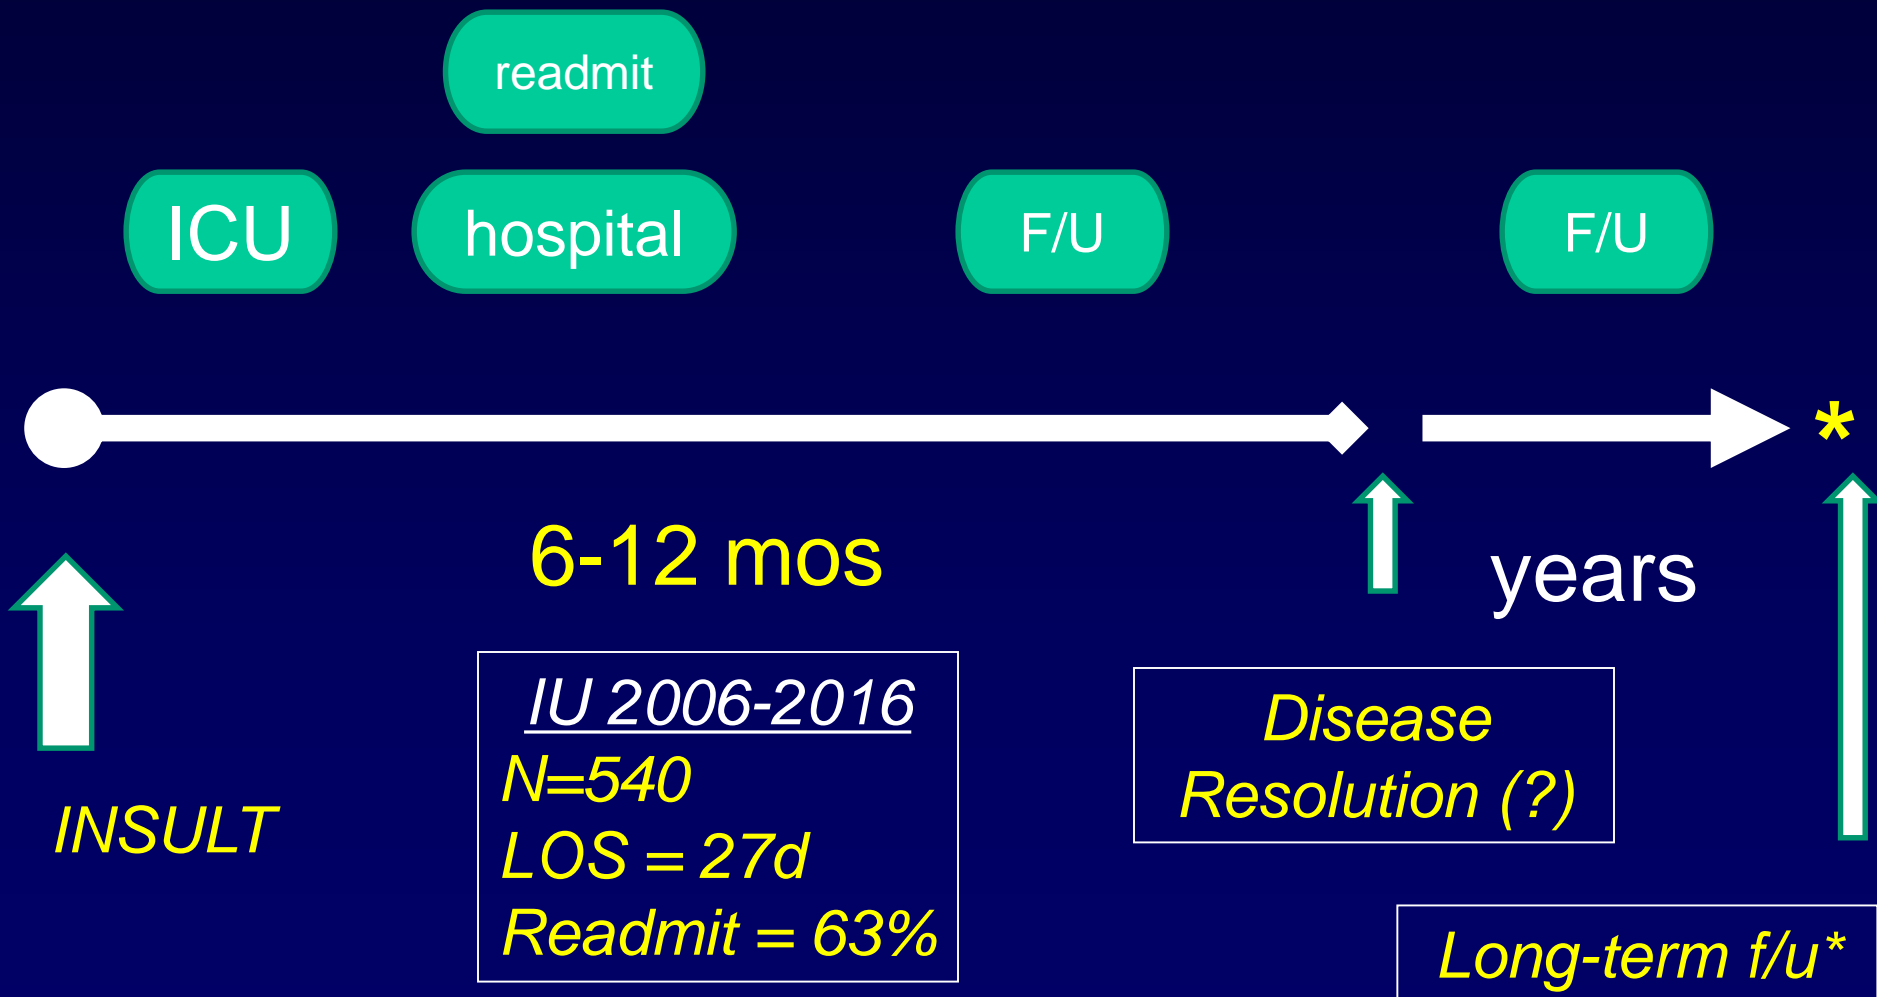 readmit
ICU
hospital
F/U
F/U
*
6-12 mos
years
INSULT
IU 2006-2016
N=540
LOS = 27d
Readmit = 63%
Disease
Resolution (?)
Long-term f/u*